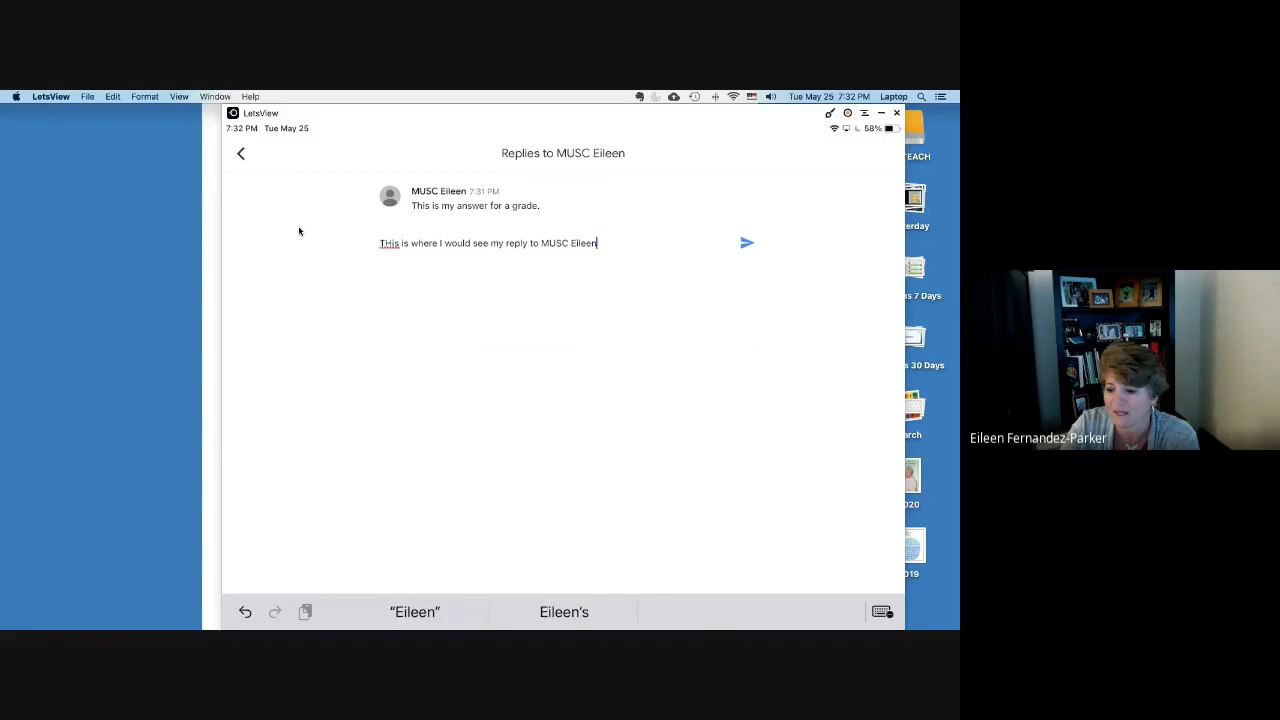 LetsView File Edit Format View Window Help Tue May 25 7:32 PM Laptop
LetsView
7:32 PM Tue May 25 58%
Replies to MUSC Eileen
MUSC Eileen 7:31 PM
This is my answer for a grade.
THis is where I would see my reply to MUSC Eileen
"Eileen" Eileen's
TEACH
terday
s 7 Days
s 30 Days
arch
020
019
Eileen Fernandez-Parker